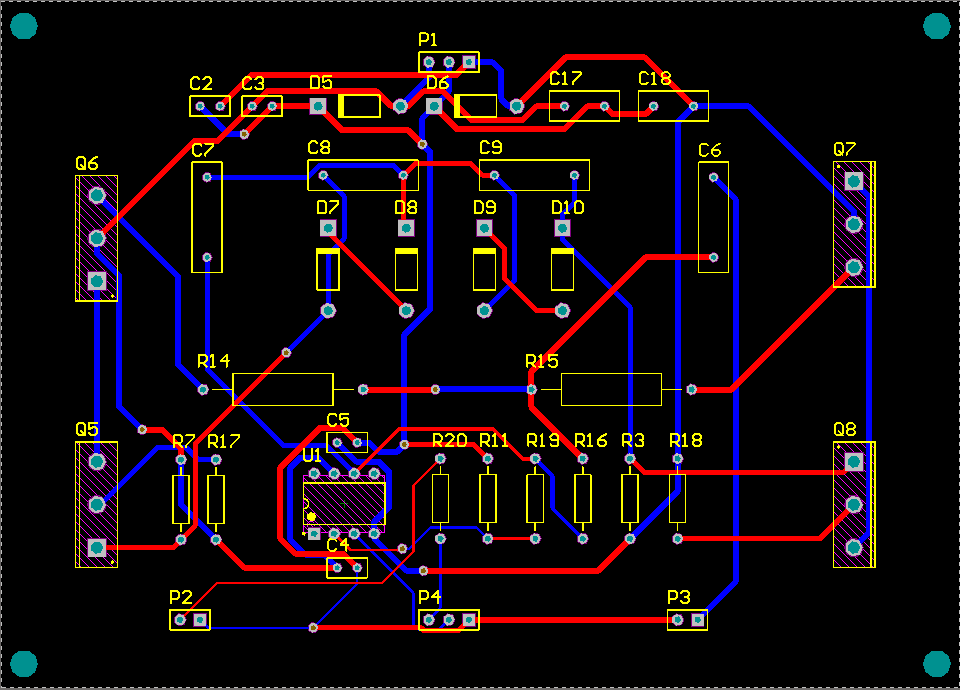 P1
C2 C3 D5 D6 C17 C18
Q6 C7 C8 C9 C6 Q7
D7 D8 D9 D10
R14 R15
C5
Q5 R7 R17 R20 R11 R19 R16 R3 R18 Q8
U1
C4
P2 P4 P3